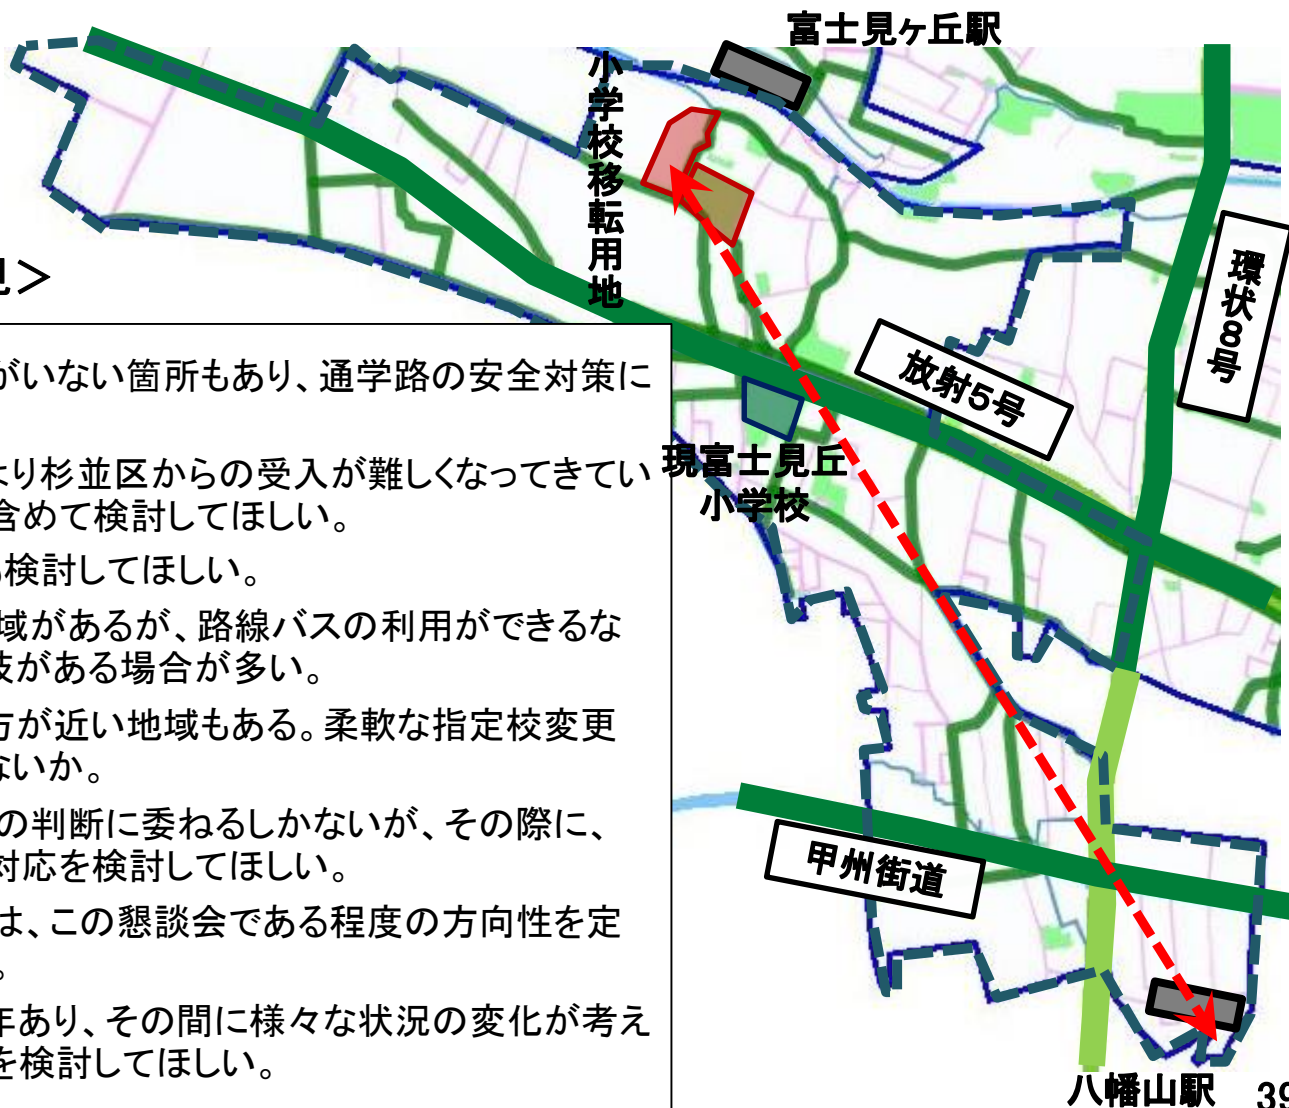 富士見ヶ丘駅
小学校移転用地
環状8号
見＞
放射5号
がいない箇所もあり、通学路の安全対策に
より杉並区からの受入が難しくなってきてい
含めて検討してほしい。
も検討してほしい。
域があるが、路線バスの利用ができるな
肢がある場合が多い。
方が近い地域もある。柔軟な指定校変更
ないか。
の判断に委ねるしかないが、その際に、
対応を検討してほしい。
は、この懇談会である程度の方向性を定
。
年あり、その間に様々な状況の変化が考え
を検討してほしい。
現富士見丘
小学校
甲州街道
八幡山駅
39